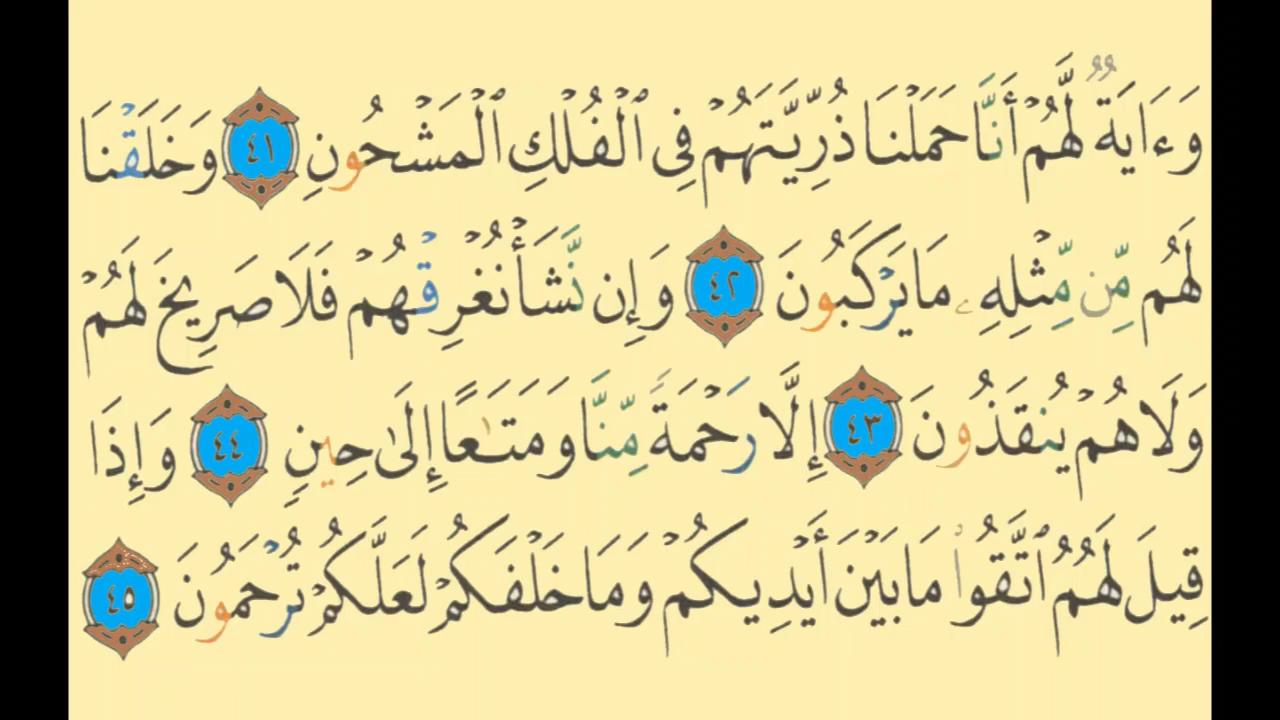 وَءَايَةٌ لَّهُمْ أَنَّا حَمَلْنَا ذُرِّيَّتَهُمْ فِى ٱلْفُلْكِ ٱلْمَشْحُونِ ٤١ وَخَلَقْنَا
لَهُم مِّن مِّثْلِهِۦ مَا يَرْكَبُونَ ٤٢ وَإِن نَّشَأْ نُغْرِقْهُمْ فَلَا صَرِيخَ لَهُمْ
وَلَا هُمْ يُنقَذُونَ ٤٣ إِلَّا رَحْمَةً مِّنَّا وَمَتَٰعًا إِلَىٰ حِينٍ ٤٤ وَإِذَا
قِيلَ لَهُمُ ٱتَّقُوا۟ مَا بَيْنَ أَيْدِيكُمْ وَمَا خَلْفَكُمْ لَعَلَّكُمْ تُرْحَمُونَ ٤٥